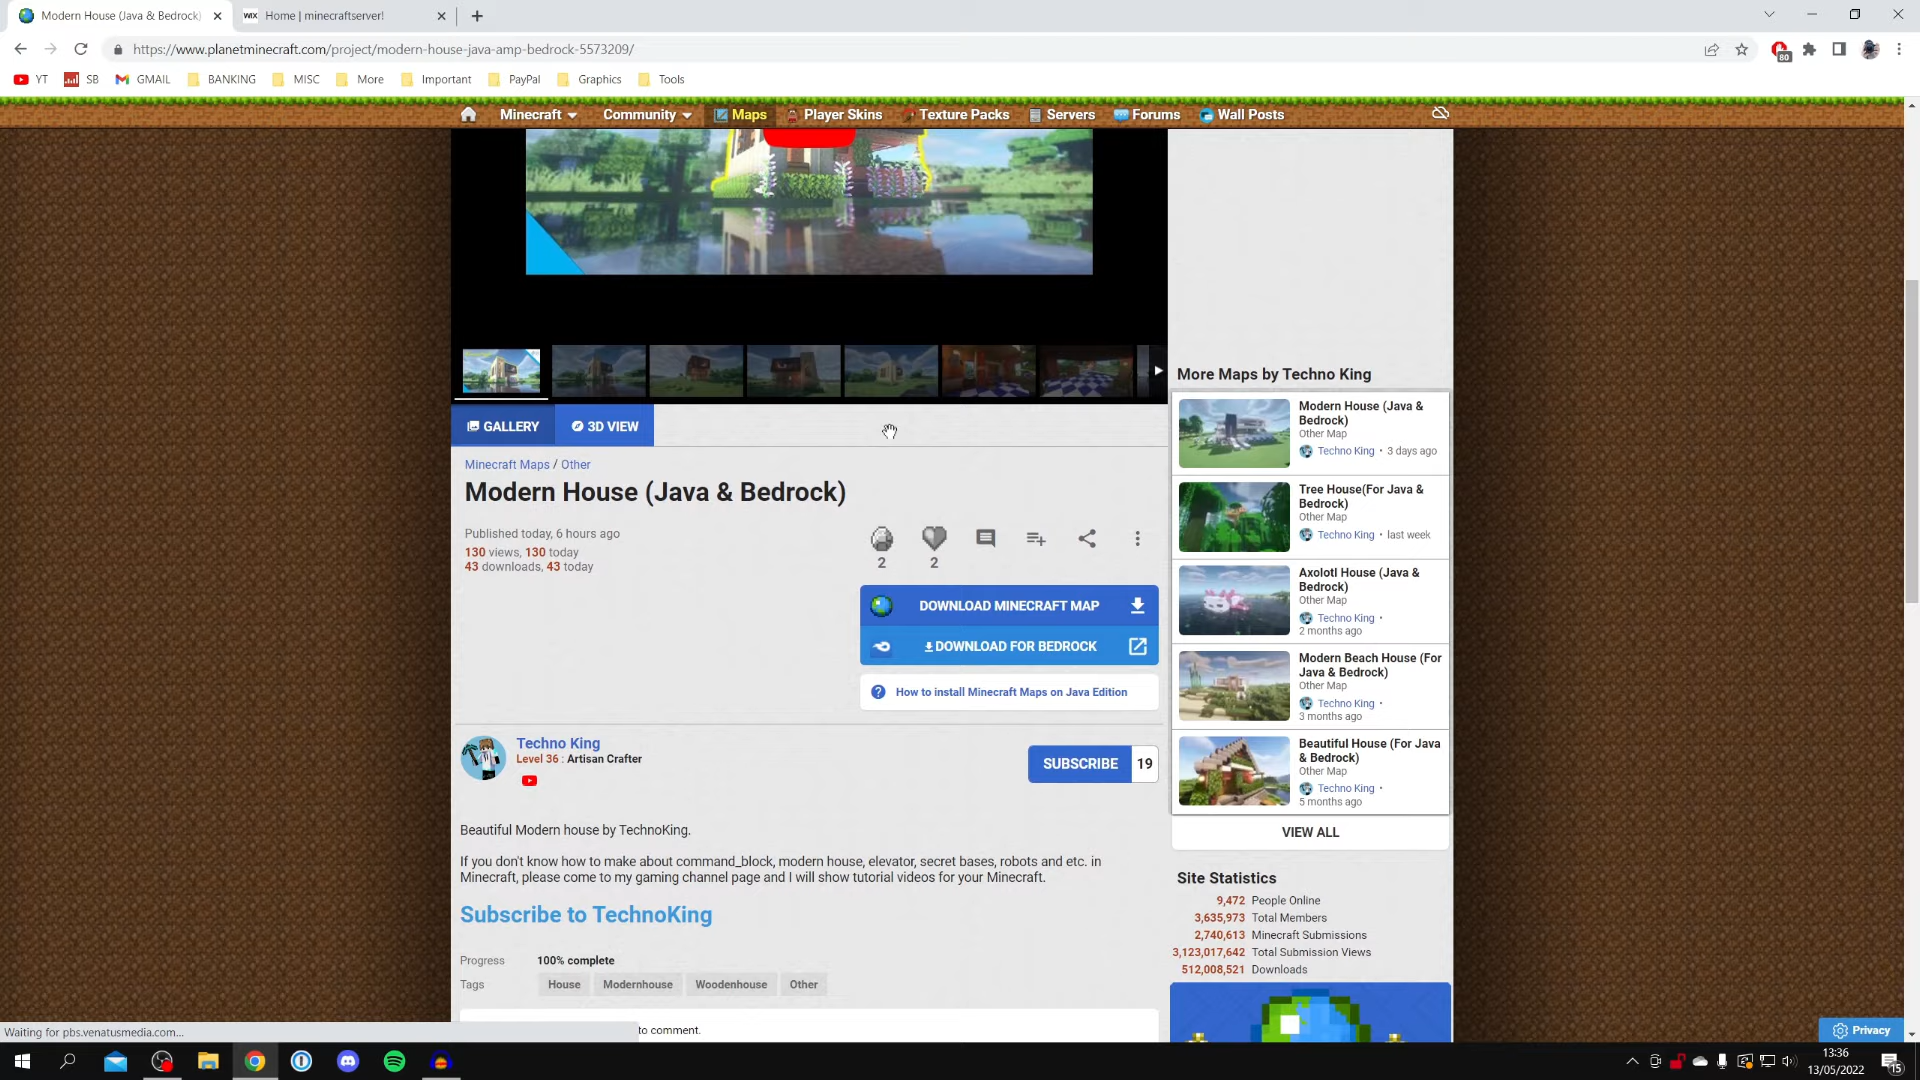 Modern House (Java & Bedrock)
WIX Home | minecraftserver!
https://www.planetminecraft.com/project/modern-house-java-amp-bedrock-5573209/
80
YT SB GMAIL BANKING MISC More Important PayPal Graphics Tools
Minecraft Community Maps Player Skins Texture Packs Servers Forums Wall Posts
GALLERY 3D VIEW
Minecraft Maps / Other
Modern House (Java & Bedrock)
Published today, 6 hours ago
130 views, 130 today
43 downloads, 43 today
2 2
DOWNLOAD MINECRAFT MAP
DOWNLOAD FOR BEDROCK
How to install Minecraft Maps on Java Edition
Techno King
Level 36 : Artisan Crafter
SUBSCRIBE 19
Beautiful Modern house by TechnoKing.
If you don't know how to make about command_block, modern house, elevator, secret bases, robots and etc. in
Minecraft, please come to my gaming channel page and I will show tutorial videos for your Minecraft.
Subscribe to TechnoKing
Progress 100% complete
Tags House Modernhouse Woodenhouse Other
to comment.
More Maps by Techno King
Modern House (Java &
Bedrock)
Other Map
Techno King • 3 days ago
Tree House(For Java &
Bedrock)
Other Map
Techno King • last week
Axolotl House (Java &
Bedrock)
Other Map
Techno King •
2 months ago
Modern Beach House (For
Java & Bedrock)
Other Map
Techno King •
3 months ago
Beautiful House (For Java
& Bedrock)
Other Map
Techno King •
5 months ago
VIEW ALL
Site Statistics
9,472 People Online
3,635,973 Total Members
2,740,613 Minecraft Submissions
3,123,017,642 Total Submission Views
512,008,521 Downloads
Privacy
Waiting for pbs.venatusmedia.com...
13:36
13/05/2022
15